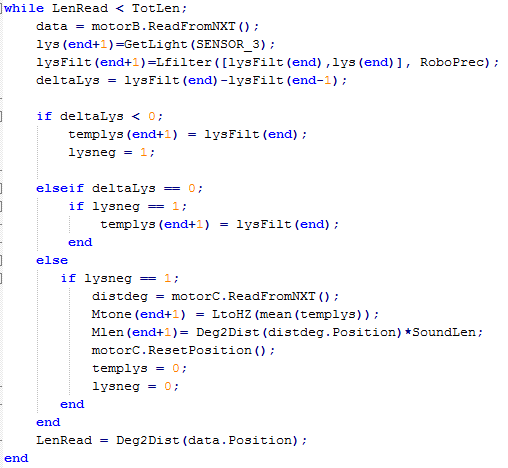 while LenRead < TotLen;
data = motorB.ReadFromNXT();
lys(end+1)=GetLight(SENSOR_3);
lysFilt(end+1)=Lfilter([lysFilt(end),lys(end)], RoboPrec);
deltaLys = lysFilt(end)-lysFilt(end-1);
if deltaLys < 0;
templys(end+1) = lysFilt(end);
lysneg = 1;
elseif deltaLys == 0;
if lysneg == 1;
templys(end+1) = lysFilt(end);
end
else
if lysneg == 1;
distdeg = motorC.ReadFromNXT();
Mtone(end+1) = LtoHZ(mean(templys));
Mlen(end+1)= Deg2Dist(distdeg.Position)*SoundLen;
motorC.ResetPosition();
templys = 0;
lysneg = 0;
end
end
LenRead = Deg2Dist(data.Position);
end